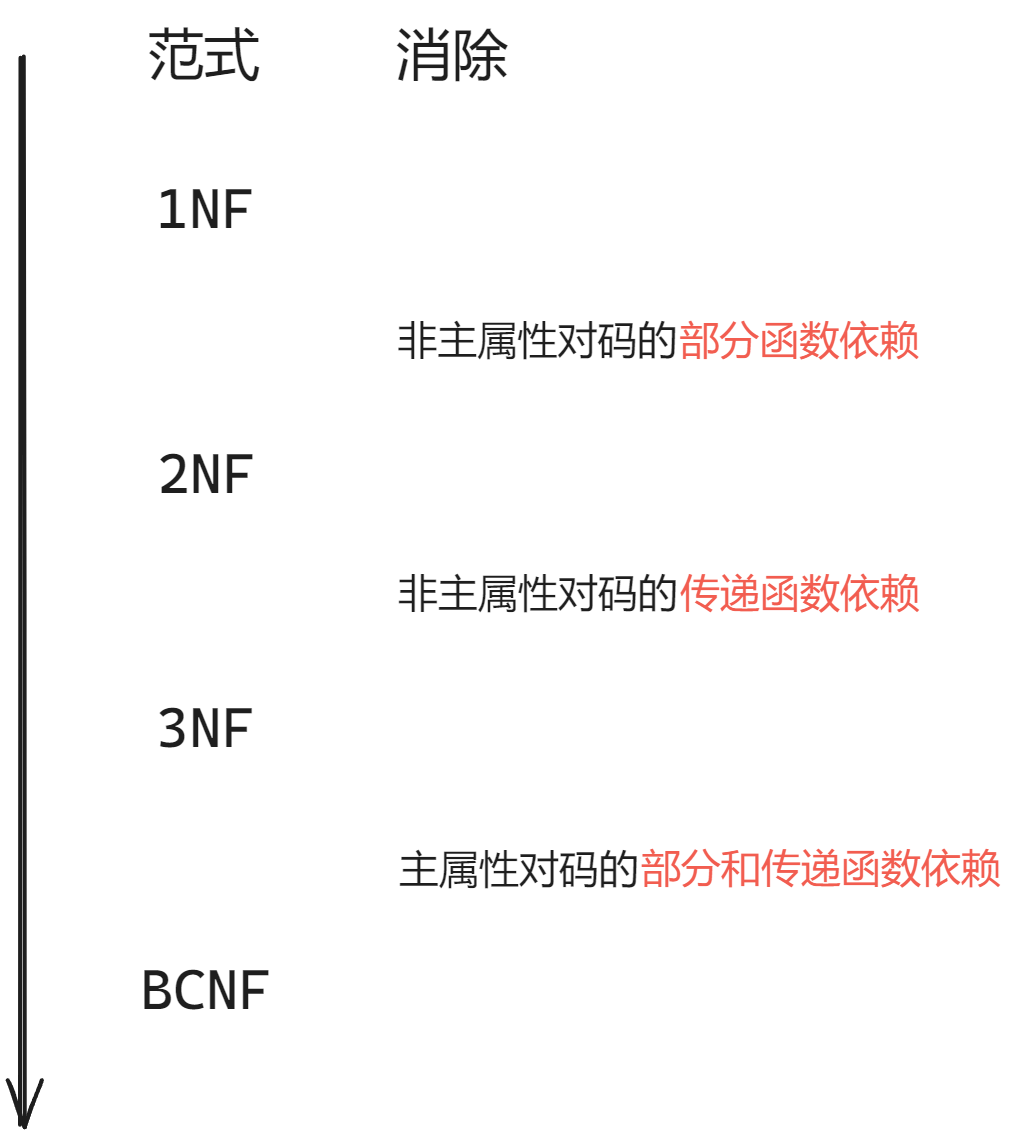 范式 消除
1NF
非主属性对码的部分函数依赖
2NF
非主属性对码的传递函数依赖
3NF
主属性对码的部分和传递函数依赖
BCNF